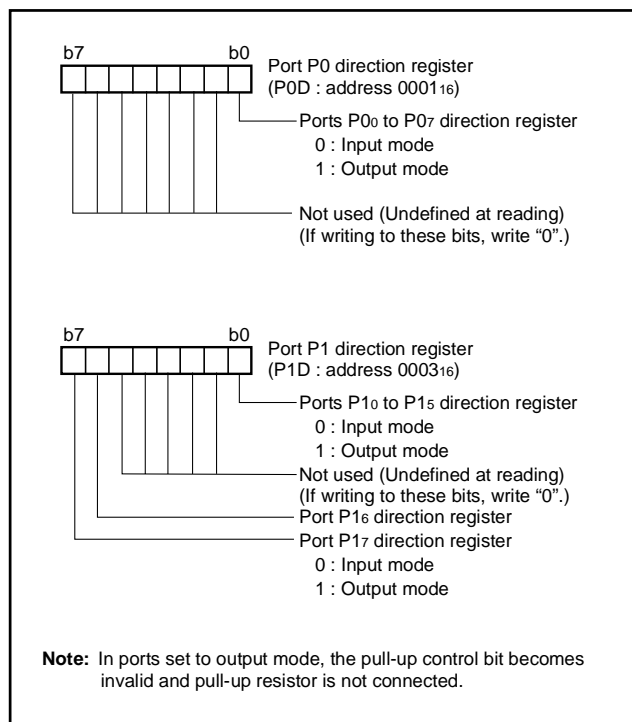 b7 b0
Port P0 direction register
(P0D : address 0001₁₆)
Ports P0₀ to P0₇ direction register
0 : Input mode
1 : Output mode
Not used (Undefined at reading)
(If writing to these bits, write “0”.)
b7 b0
Port P1 direction register
(P1D : address 0003₁₆)
Ports P1₀ to P1₅ direction register
0 : Input mode
1 : Output mode
Not used (Undefined at reading)
(If writing to these bits, write “0”.)
Port P1₆ direction register
Port P1₇ direction register
0 : Input mode
1 : Output mode
Note: In ports set to output mode, the pull-up control bit becomes
invalid and pull-up resistor is not connected.